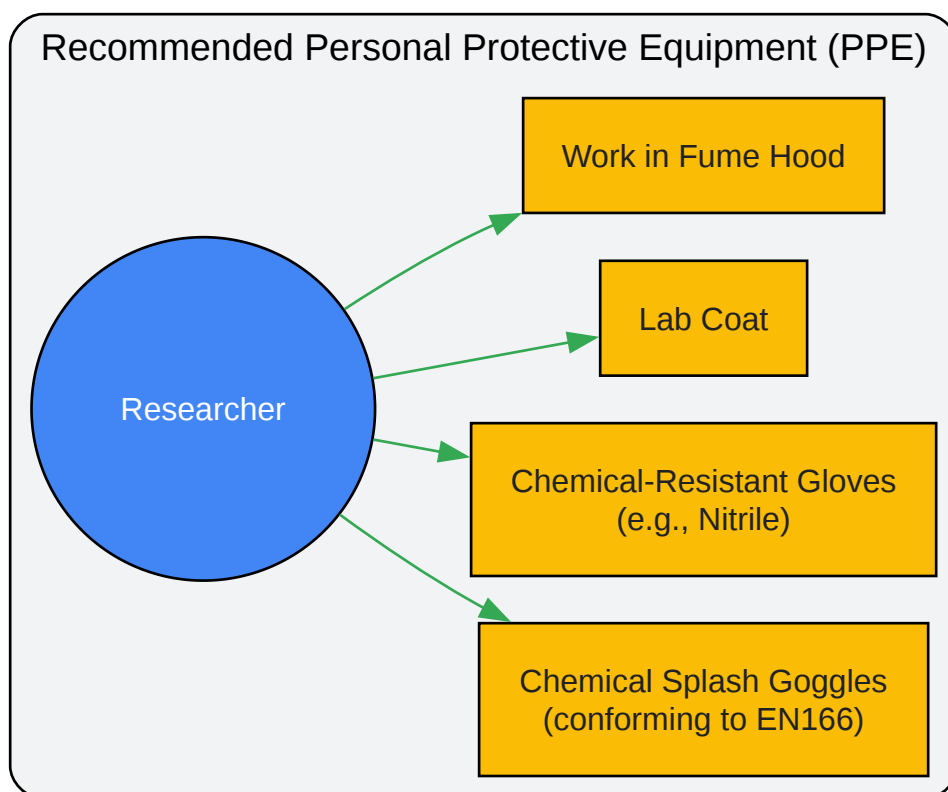 Recommended Personal Protective Equipment (PPE)
Work in Fume Hood
Lab Coat
Researcher
Chemical-Resistant Gloves
(e.g., Nitrile)
Chemical Splash Goggles
(conforming to EN166)